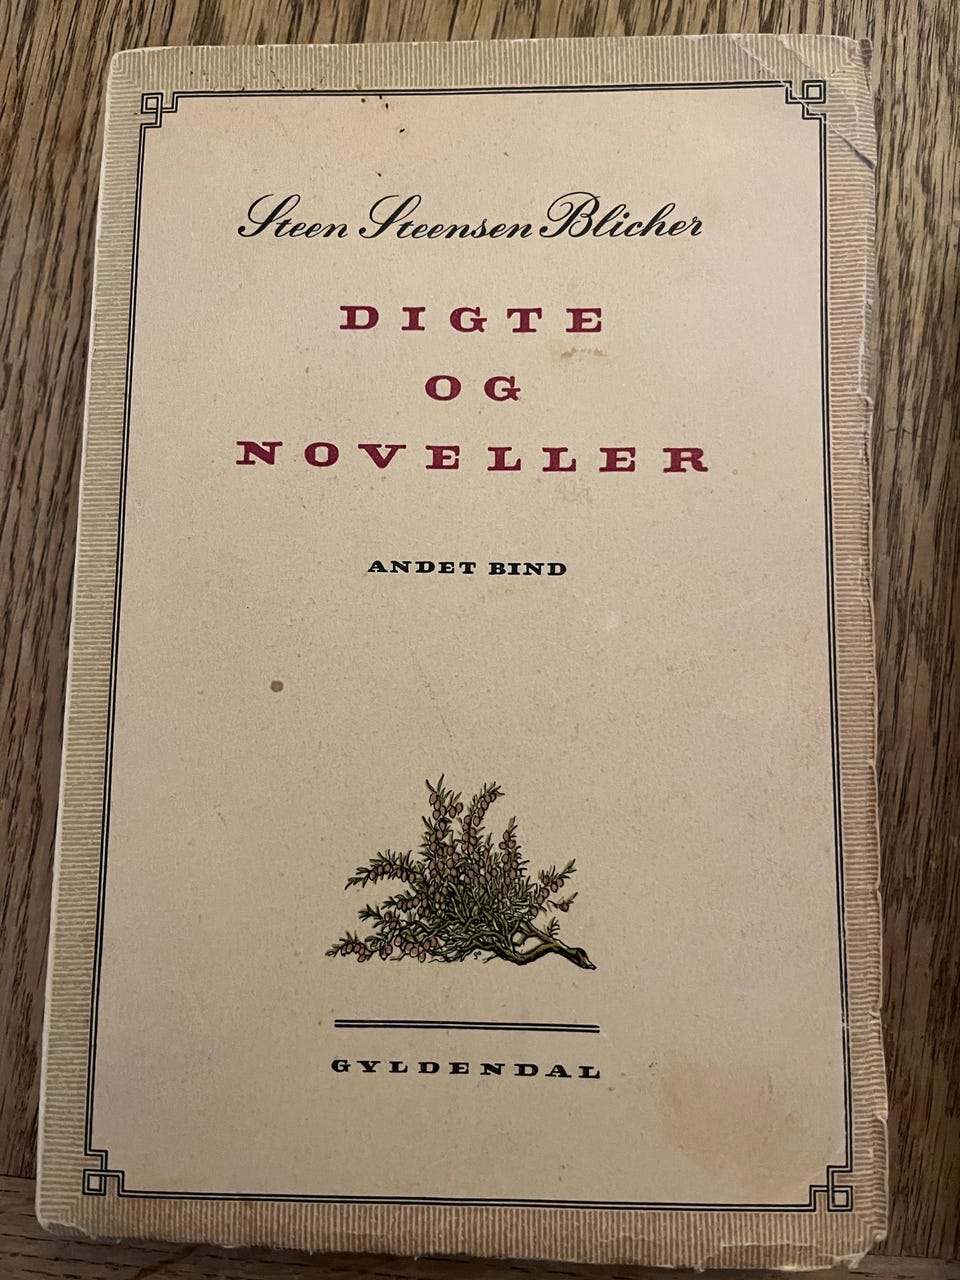 Steen Steensen Blicher
DIGTE
OG
NOVELLER
ANDET BIND
GYLDENDAL